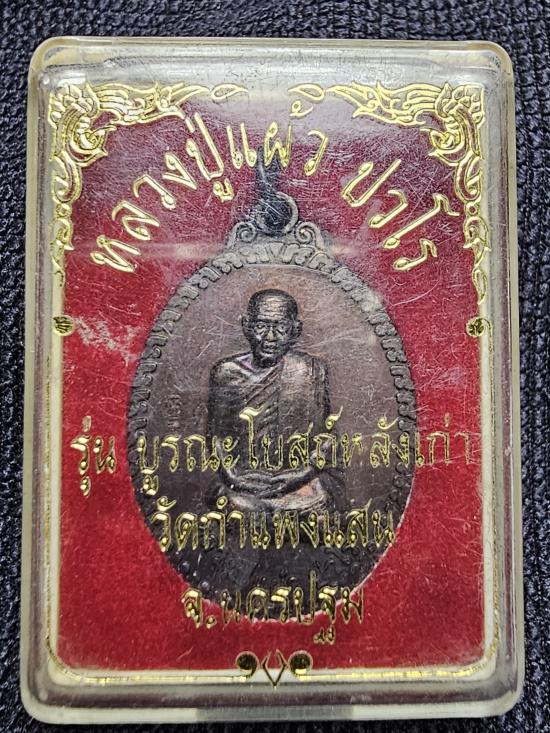 หลวงปู่แผ้ว ปวโร
รุ่น บูรณะโบสถ์หลังเก่า
วัดกำแพงแสน
จ.นครปฐม